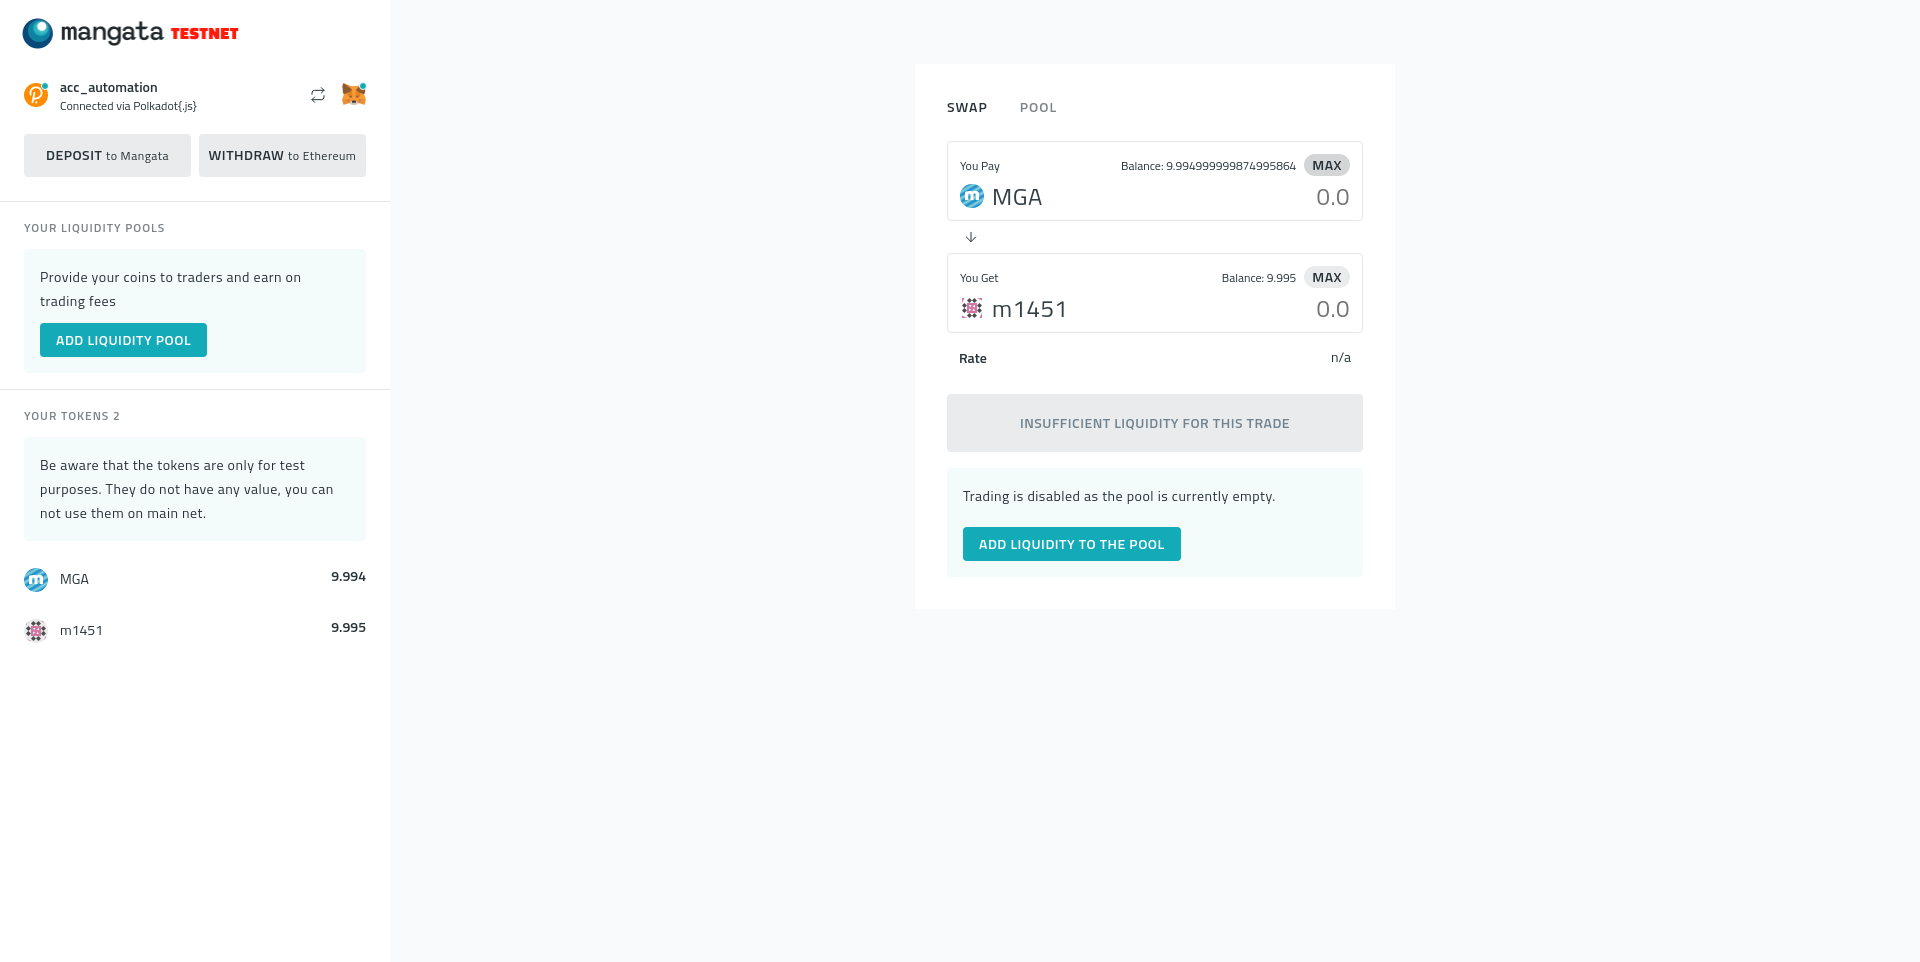 mangata TESTNET
acc_automation
Connected via Polkadot{.js}
DEPOSIT to Mangata
WITHDRAW to Ethereum
YOUR LIQUIDITY POOLS
Provide your coins to traders and earn on
trading fees
ADD LIQUIDITY POOL
YOUR TOKENS 2
Be aware that the tokens are only for test
purposes. They do not have any value, you can
not use them on main net.
MGA 9.994
m1451 9.995
SWAP POOL
You Pay Balance: 9.994999999874995864 MAX
MGA 0.0
You Get Balance: 9.995 MAX
m1451 0.0
Rate n/a
INSUFFICIENT LIQUIDITY FOR THIS TRADE
Trading is disabled as the pool is currently empty.
ADD LIQUIDITY TO THE POOL